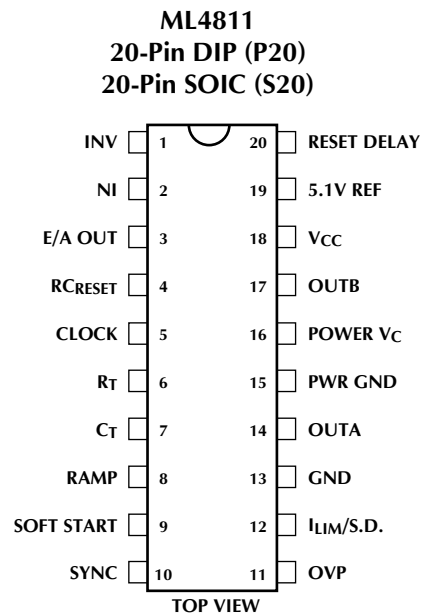 ML4811
20-Pin DIP (P20)
20-Pin SOIC (S20)
INV 1 20 RESET DELAY
NI 2 19 5.1V REF
E/A OUT 3 18 VCC
RCRESET 4 17 OUTB
CLOCK 5 16 POWER VC
RT 6 15 PWR GND
CT 7 14 OUTA
RAMP 8 13 GND
SOFT START 9 12 ILIM/S.D.
SYNC 10 11 OVP
TOP VIEW